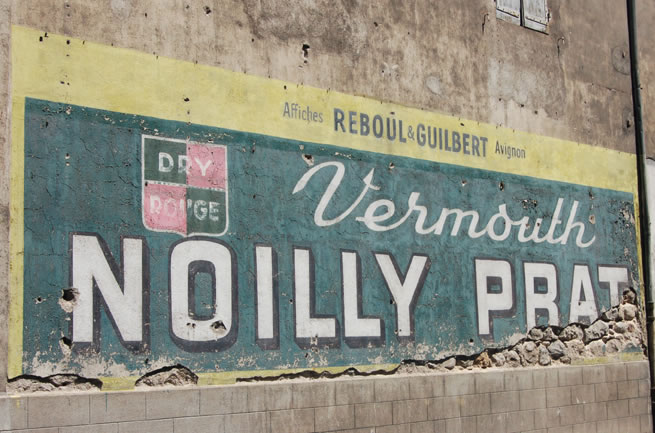 Affiches REBOUL & GUILBERT Avignon
DRY
ROUGE
Vermouth
NOILLY PRAT